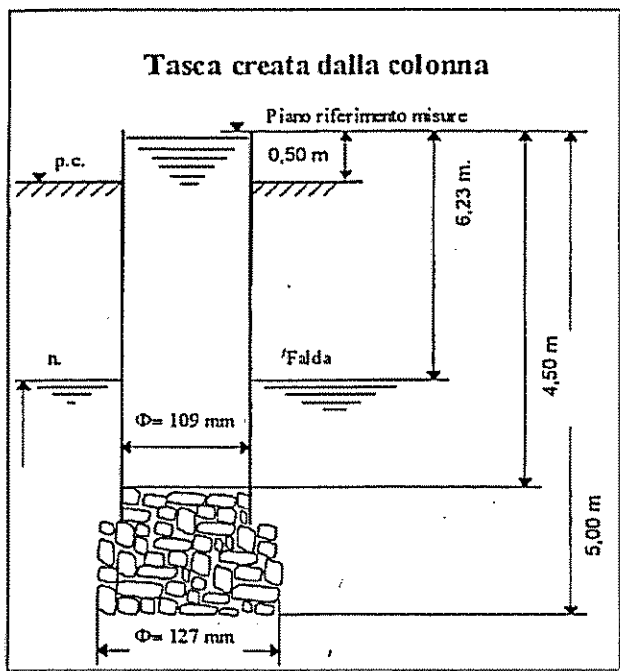 Tasca creata dalla colonna
Piano riferimento misure
p.c.
0,50 m
6,23 m.
4,50 m
5,00 m
n.
Falda
Φ= 109 mm
Φ= 127 mm